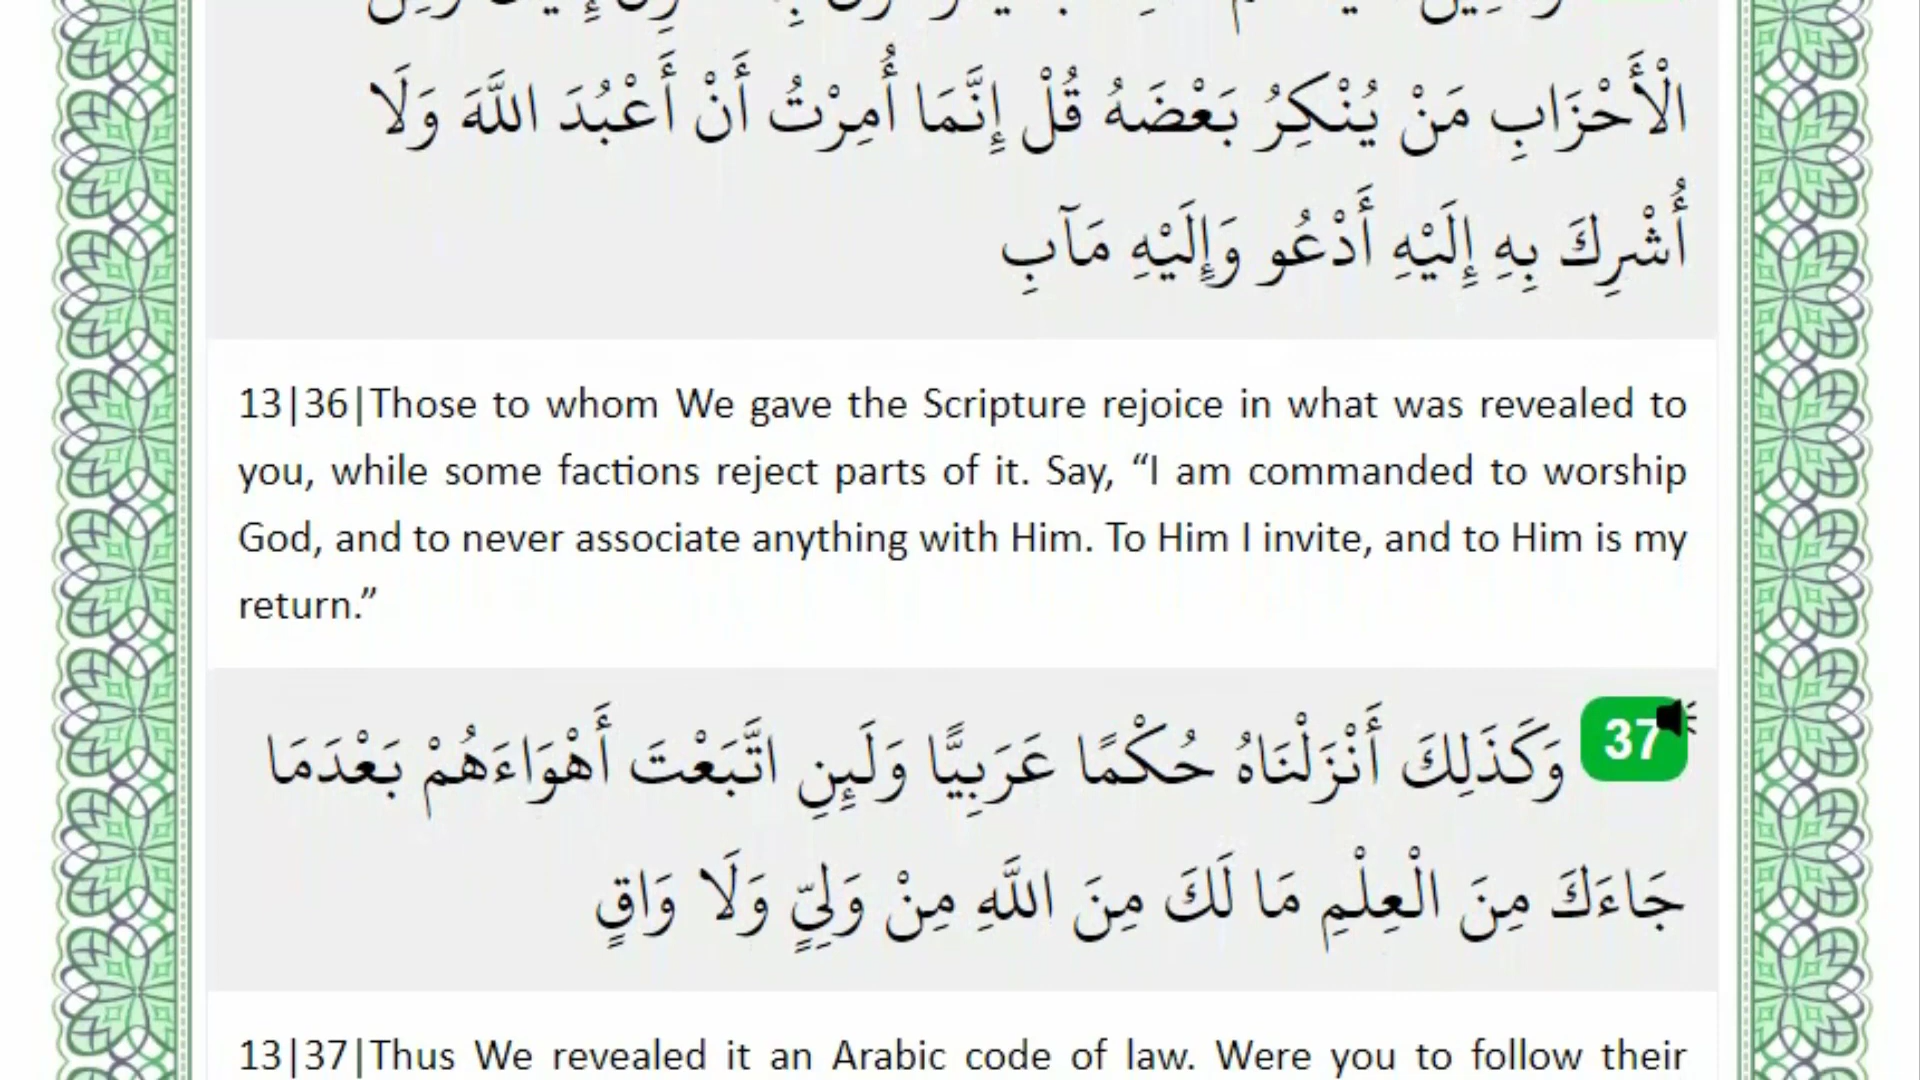 الْأَحْزَابِ مَنْ يُنْكِرُ بَعْضَهُ قُلْ إِنَّمَا أُمِرْتُ أَنْ أَعْبُدَ اللَّهَ وَلَا
أُشْرِكَ بِهِ إِلَيْهِ أَدْعُو وَإِلَيْهِ مَآبِ
13|36|Those to whom We gave the Scripture rejoice in what was revealed to
you, while some factions reject parts of it. Say, “I am commanded to worship
God, and to never associate anything with Him. To Him I invite, and to Him is my
return.”
37 وَكَذَلِكَ أَنْزَلْنَاهُ حُكْمًا عَرَبِيًّا وَلَئِنِ اتَّبَعْتَ أَهْوَاءَهُمْ بَعْدَمَا
جَاءَكَ مِنَ الْعِلْمِ مَا لَكَ مِنَ اللَّهِ مِنْ وَلِيٍّ وَلَا وَاقٍ
13|37|Thus We revealed it an Arabic code of law. Were you to follow their